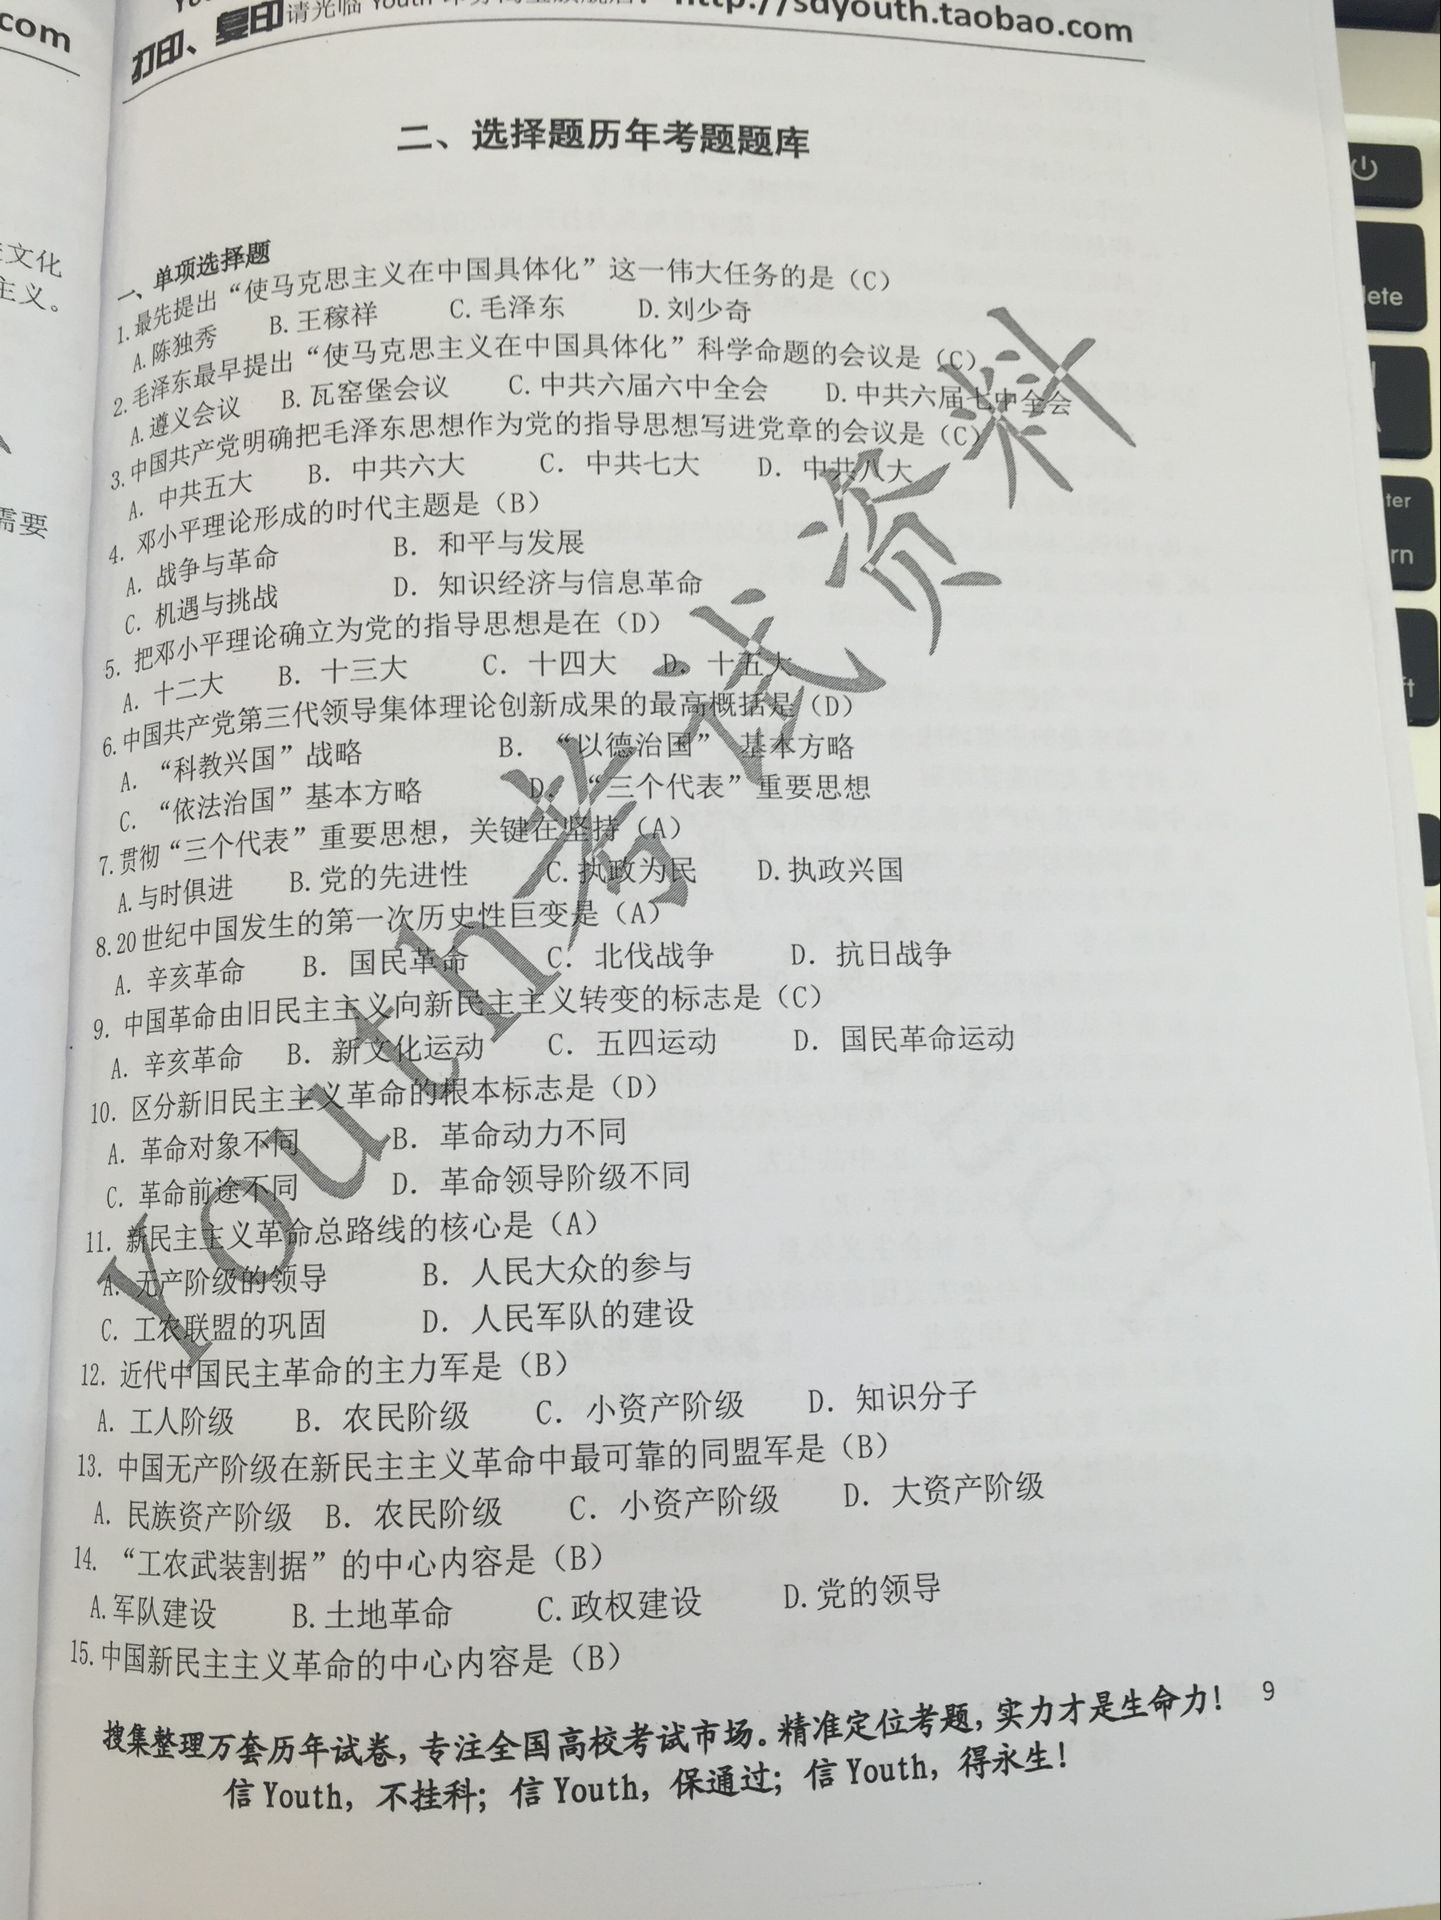 com
打印、复印请光临 Youth
http://sdyouth.taobao.com
文化
主义。
需要
二、选择题历年考题题库
一、单项选择题
1.最先提出“使马克思主义在中国具体化”这一伟大任务的是（C）
A.陈独秀 B.王稼祥 C.毛泽东 D.刘少奇
2.毛泽东最早提出“使马克思主义在中国具体化”科学命题的会议是（C）
A.遵义会议 B.瓦窑堡会议 C.中共六届六中全会 D.中共六届七中全会
3.中国共产党明确把毛泽东思想作为党的指导思想写进党章的会议是（C）
A. 中共五大 B. 中共六大 C. 中共七大 D. 中共八大
4. 邓小平理论形成的时代主题是（B）
A. 战争与革命 B. 和平与发展
C. 机遇与挑战 D. 知识经济与信息革命
5. 把邓小平理论确立为党的指导思想是在（D）
A. 十二大 B. 十三大 C. 十四大 D. 十五大
6.中国共产党第三代领导集体理论创新成果的最高概括是（D）
A. “科教兴国”战略 B. “以德治国” 基本方略
C. “依法治国”基本方略 D. “三个代表”重要思想
7.贯彻“三个代表”重要思想，关键在坚持（A）
A.与时俱进 B.党的先进性 C.执政为民 D.执政兴国
8.20世纪中国发生的第一次历史性巨变是（A）
A. 辛亥革命 B. 国民革命 C. 北伐战争 D. 抗日战争
9. 中国革命由旧民主主义向新民主主义转变的标志是（C）
A. 辛亥革命 B. 新文化运动 C. 五四运动 D. 国民革命运动
10. 区分新旧民主主义革命的根本标志是（D）
A. 革命对象不同 B. 革命动力不同
C. 革命前途不同 D. 革命领导阶级不同
11. 新民主主义革命总路线的核心是（A）
A. 无产阶级的领导 B. 人民大众的参与
C. 工农联盟的巩固 D. 人民军队的建设
12. 近代中国民主革命的主力军是（B）
A. 工人阶级 B. 农民阶级 C. 小资产阶级 D. 知识分子
13. 中国无产阶级在新民主主义革命中最可靠的同盟军是（B）
A. 民族资产阶级 B. 农民阶级 C. 小资产阶级 D. 大资产阶级
14. “工农武装割据”的中心内容是（B）
A.军队建设 B.土地革命 C.政权建设 D.党的领导
15.中国新民主主义革命的中心内容是（B）
Youth考试资料
9
搜集整理万套历年试卷，专注全国高校考试市场。精准定位考题，实力才是生命力！
信Youth，不挂科；信Youth，保通过；信Youth，得永生！